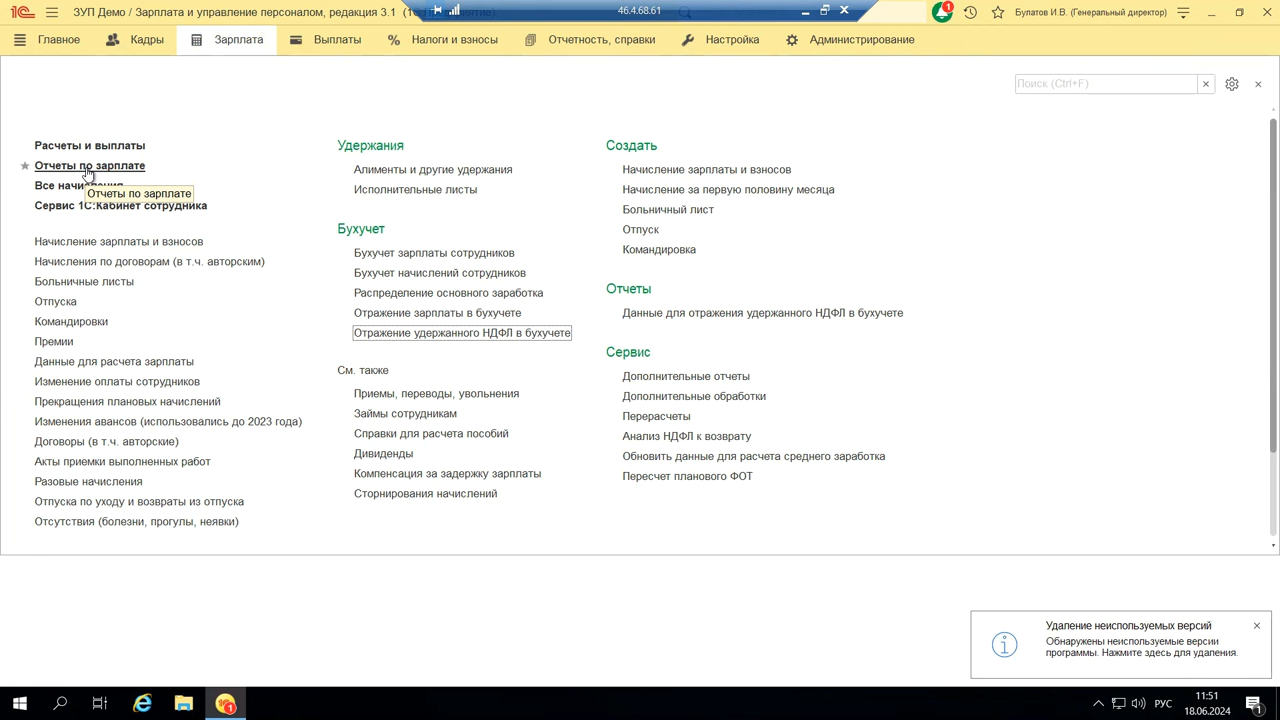 ЗУП Демо / Зарплата и управление персоналом, редакция 3.1 (1С:Предприятие)
46.4.68.61
1
Булатов И.В. (Генеральный директор)
Главное
Кадры
Зарплата
Выплаты
Налоги и взносы
Отчетность, справки
Настройка
Администрирование
Поиск (Ctrl+F)
Расчеты и выплаты
Отчеты по зарплате
Все начисления
Отчеты по зарплате
Сервис 1С:Кабинет сотрудника
Начисление зарплаты и взносов
Начисления по договорам (в т.ч. авторским)
Больничные листы
Отпуска
Командировки
Премии
Данные для расчета зарплаты
Изменение оплаты сотрудников
Прекращения плановых начислений
Изменения авансов (использовались до 2023 года)
Договоры (в т.ч. авторские)
Акты приемки выполненных работ
Разовые начисления
Отпуска по уходу и возвраты из отпуска
Отсутствия (болезни, прогулы, неявки)
Удержания
Алименты и другие удержания
Исполнительные листы
Бухучет
Бухучет зарплаты сотрудников
Бухучет начислений сотрудников
Распределение основного заработка
Отражение зарплаты в бухучете
Отражение удержанного НДФЛ в бухучете
См. также
Приемы, переводы, увольнения
Займы сотрудникам
Справки для расчета пособий
Дивиденды
Компенсация за задержку зарплаты
Сторнирования начислений
Создать
Начисление зарплаты и взносов
Начисление за первую половину месяца
Больничный лист
Отпуск
Командировка
Отчеты
Данные для отражения удержанного НДФЛ в бухучете
Сервис
Дополнительные отчеты
Дополнительные обработки
Перерасчеты
Анализ НДФЛ к возврату
Обновить данные для расчета среднего заработка
Пересчет планового ФОТ
Удаление неиспользуемых версий
Обнаружены неиспользуемые версии
программы. Нажмите здесь для удаления.
1
РУС
11:51
18.06.2024
1